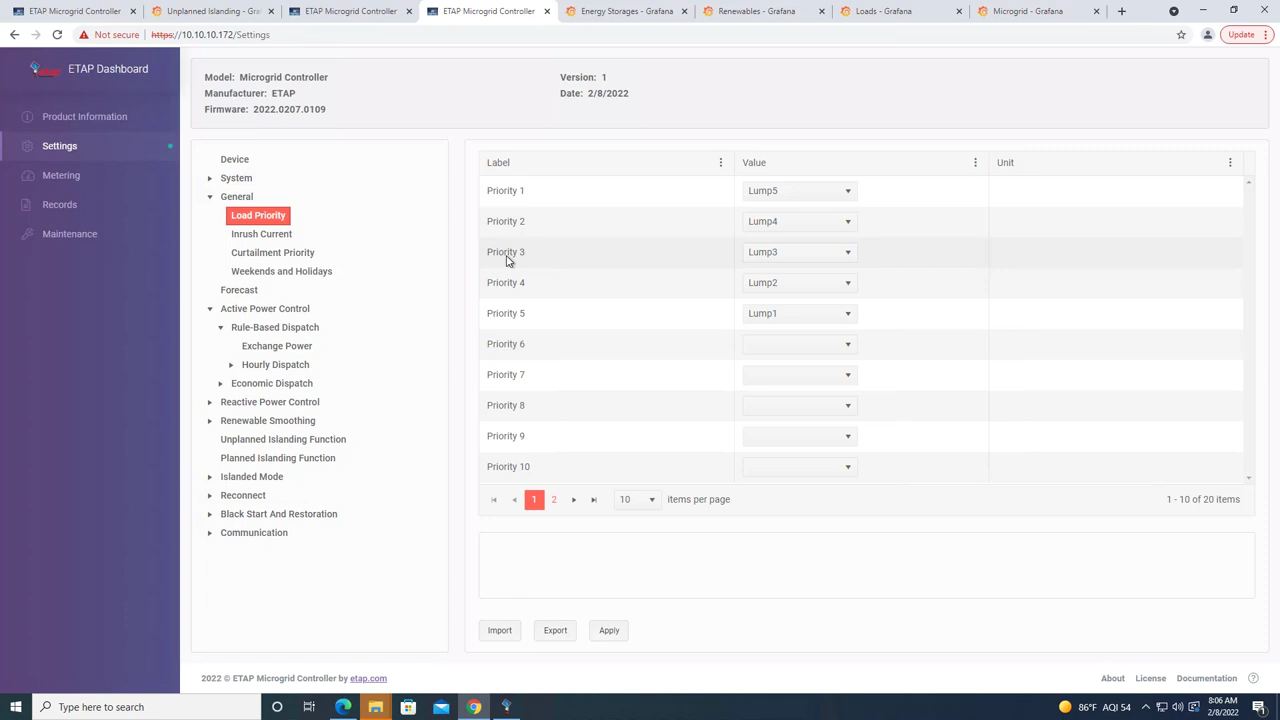 ETAP Microgrid Controller
Unplanned Islanding - Gra
ETAP Microgrid Controller
ETAP Microgrid Controller
Energy Storages - Grafana
Renewables - Grafana
Loads - Grafana
Microgrid - Grafana
Not secure
https://10.10.10.172/Settings
Update
etap
ETAP Dashboard
Product Information
Settings
Metering
Records
Maintenance
Model: Microgrid Controller
Manufacturer: ETAP
Firmware: 2022.0207.0109
Version: 1
Date: 2/8/2022
Device
System
General
Load Priority
Inrush Current
Curtailment Priority
Weekends and Holidays
Forecast
Active Power Control
Rule-Based Dispatch
Exchange Power
Hourly Dispatch
Economic Dispatch
Reactive Power Control
Renewable Smoothing
Unplanned Islanding Function
Planned Islanding Function
Islanded Mode
Reconnect
Black Start And Restoration
Communication
Label Value Unit
Priority 1 Lump5
Priority 2 Lump4
Priority 3 Lump3
Priority 4 Lump2
Priority 5 Lump1
Priority 6
Priority 7
Priority 8
Priority 9
Priority 10
1 2 10 items per page 1 - 10 of 20 items
Import Export Apply
2022 © ETAP Microgrid Controller by etap.com
About License Documentation
Type here to search
86°F AQI 54
8:06 AM
2/8/2022
1